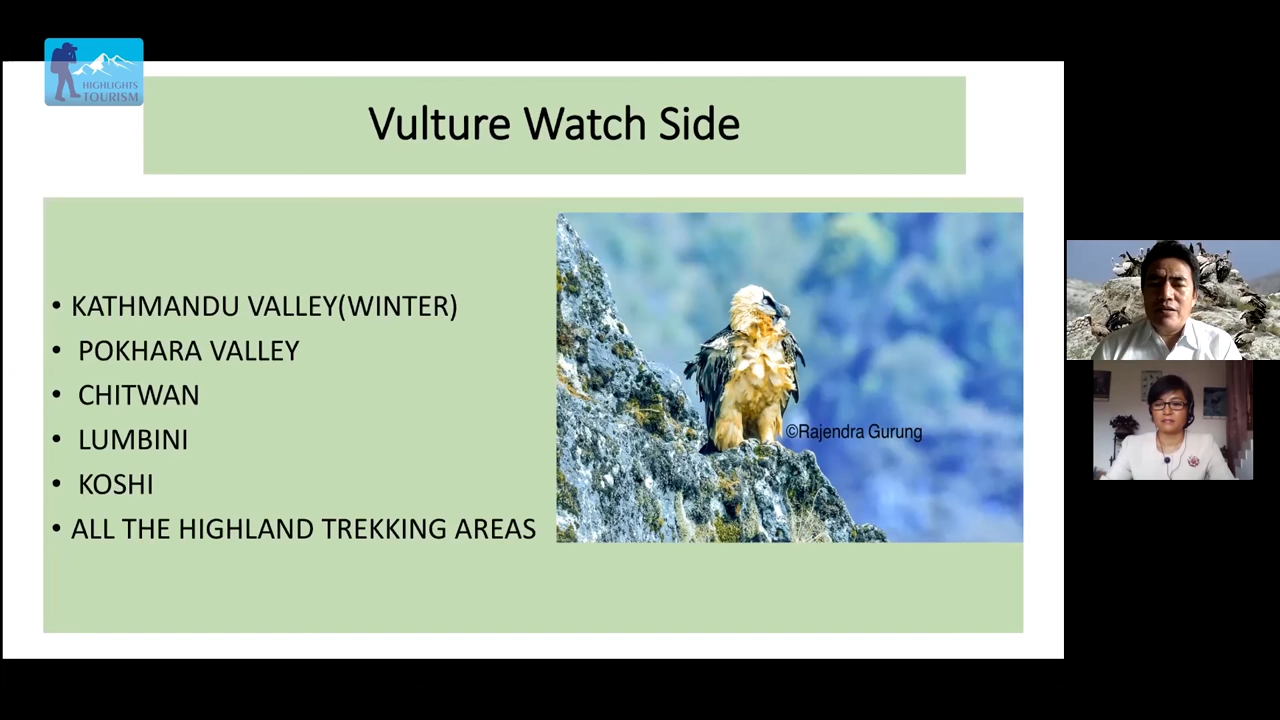 HIGHLIGHTS
TOURISM
Vulture Watch Side
• KATHMANDU VALLEY(WINTER)
• POKHARA VALLEY
• CHITWAN
• LUMBINI
• KOSHI
• ALL THE HIGHLAND TREKKING AREAS
©Rajendra Gurung